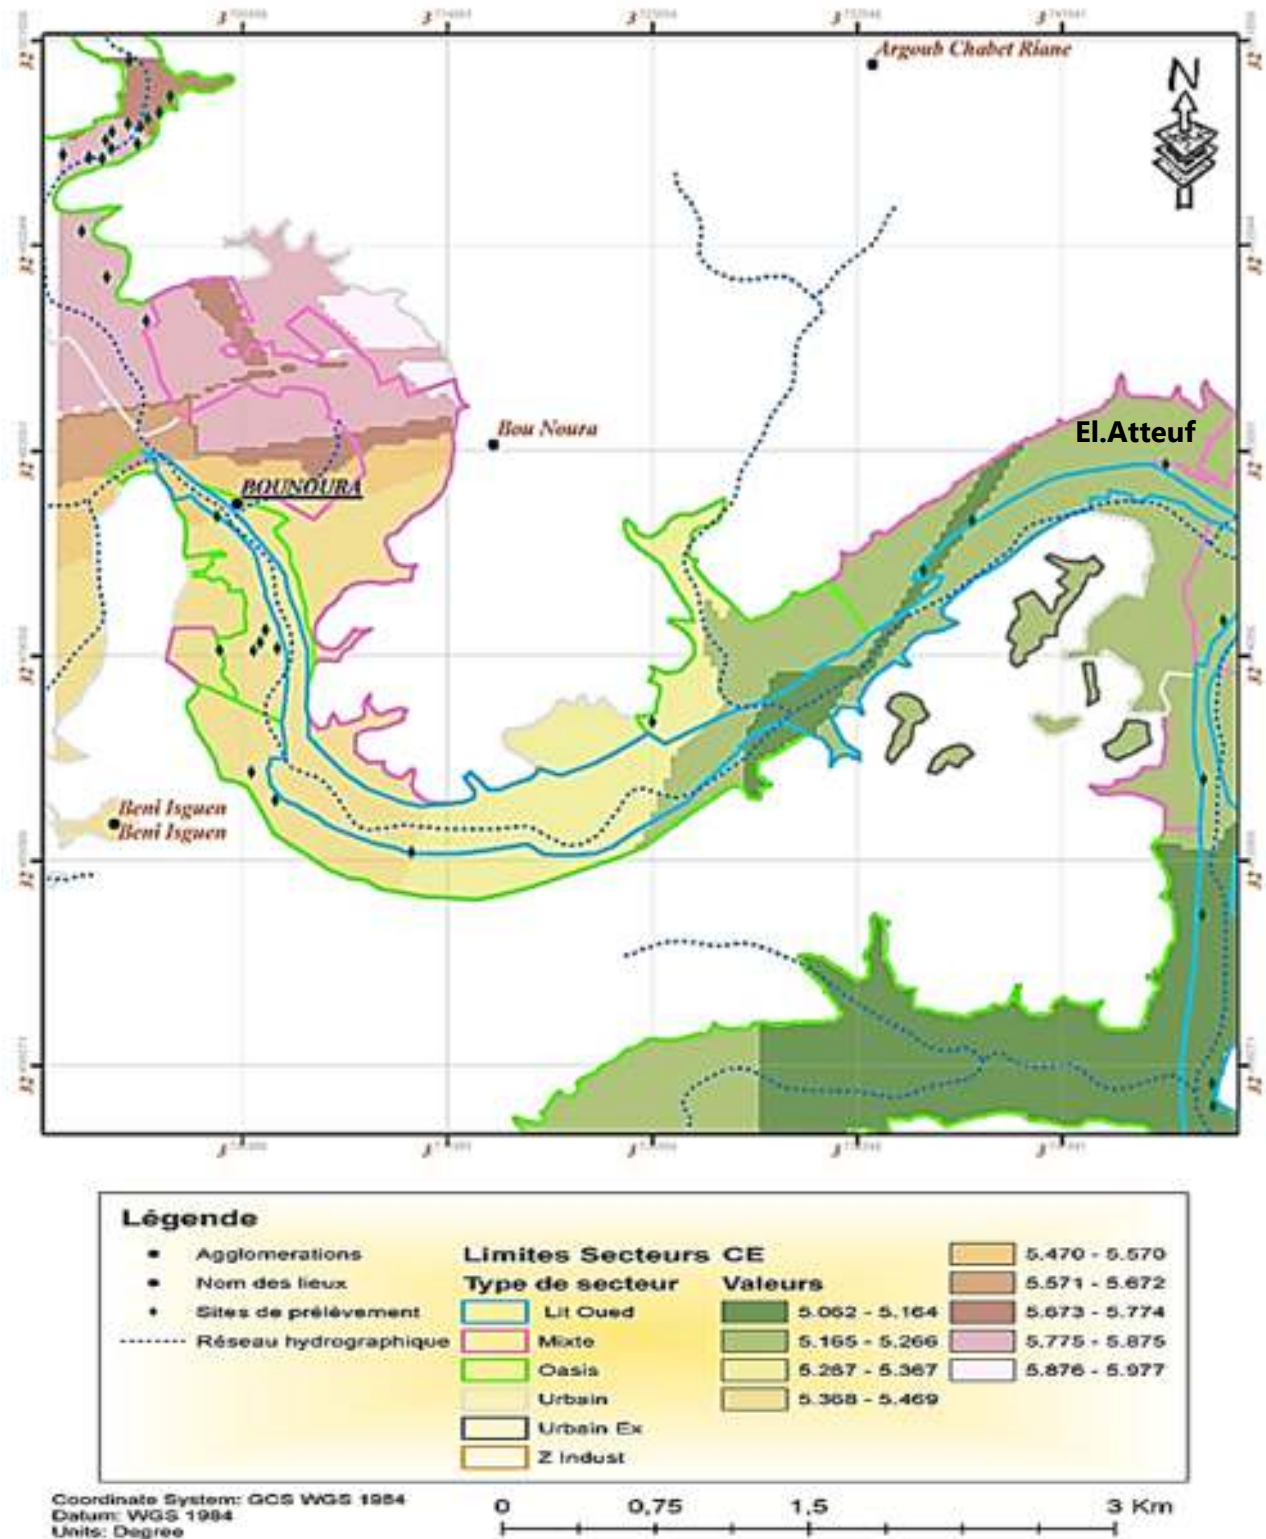 N
Argoub Chabet Riane
Bou Noura
El.Atteuf
BOUNOURA
Beni Isguen
Beni Isguen
Légende
Agglomerations
Nom des lieux
Sites de prélèvement
Réseau hydrographique
Limites Secteurs
Type de secteur
Lit Oued
Mixte
Oasis
Urbain
Urbain Ex
Z Indust
CE
Valeurs
5.062 - 5.164
5.165 - 5.266
5.267 - 5.367
5.368 - 5.469
5.470 - 5.570
5.571 - 5.672
5.673 - 5.774
5.775 - 5.875
5.876 - 5.977
Coordinate System: GCS WGS 1984
Datum: WGS 1984
Units: Degree
0 0,75 1,5 3 Km